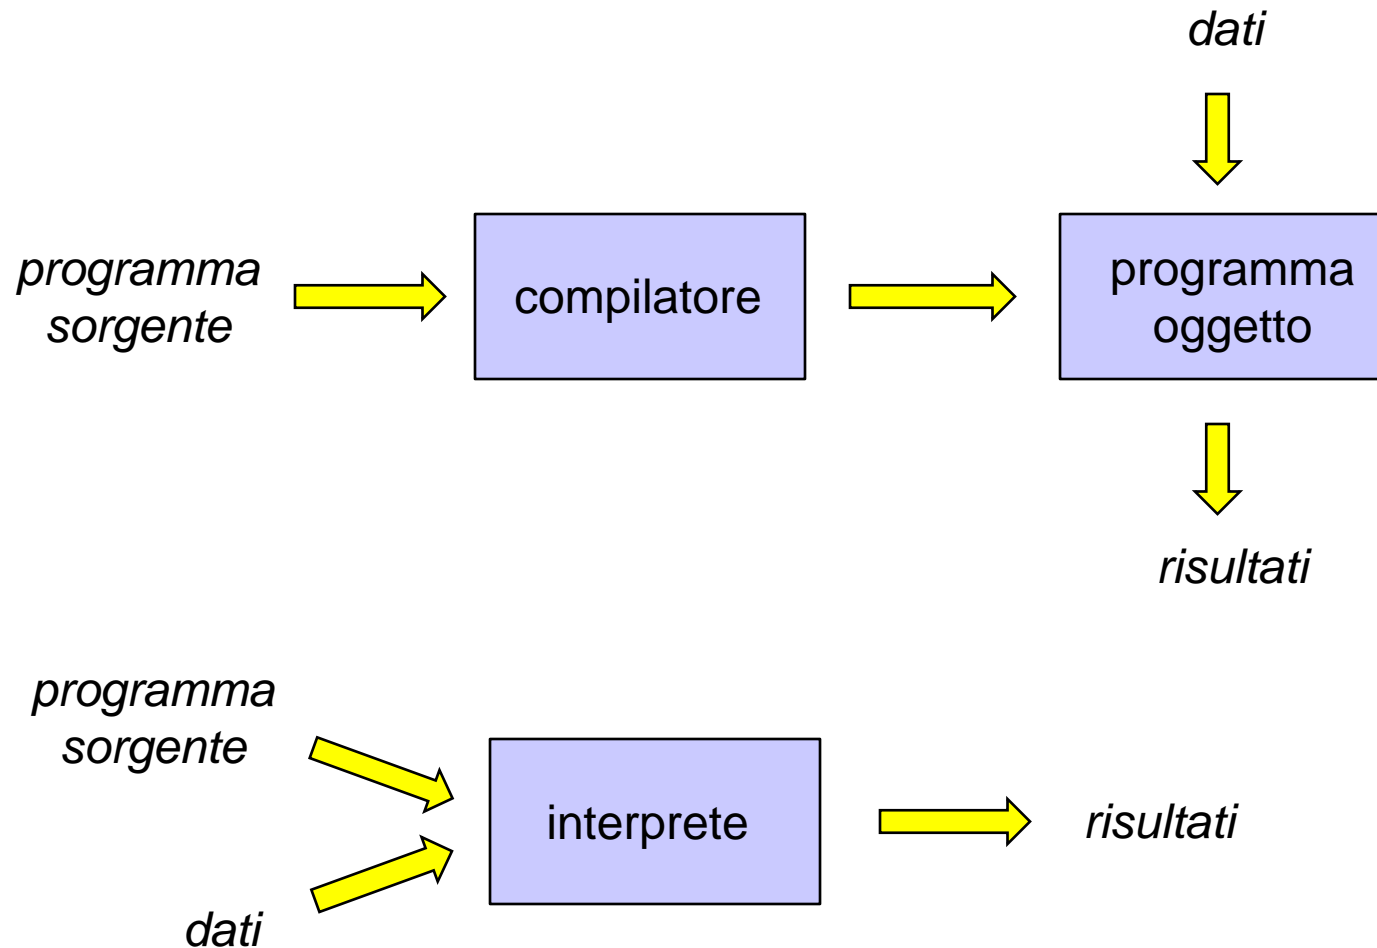 dati
programma
sorgente
compilatore
programma
oggetto
risultati
programma
sorgente
interprete
risultati
dati